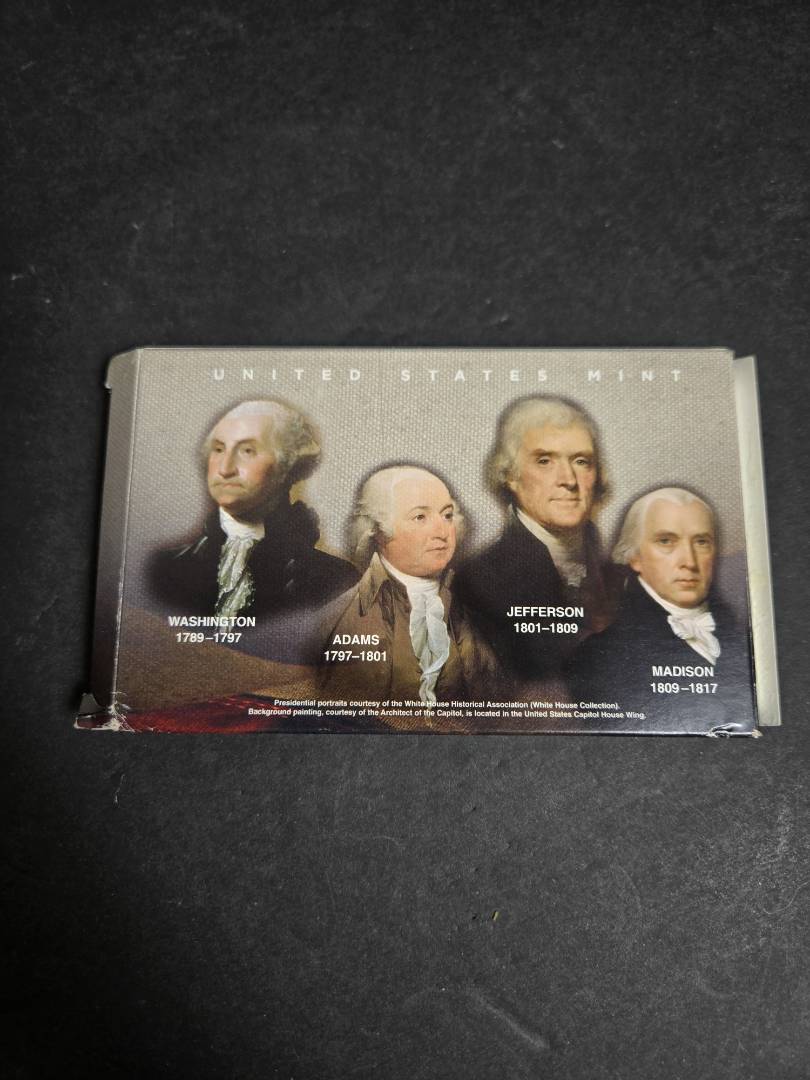 UNITED STATES MINT
WASHINGTON
1789–1797
ADAMS
1797–1801
JEFFERSON
1801–1809
MADISON
1809–1817
Presidential portraits courtesy of the White House Historical Association (White House Collection).
Background painting, courtesy of the Architect of the Capitol, is located in the United States Capitol House Wing.